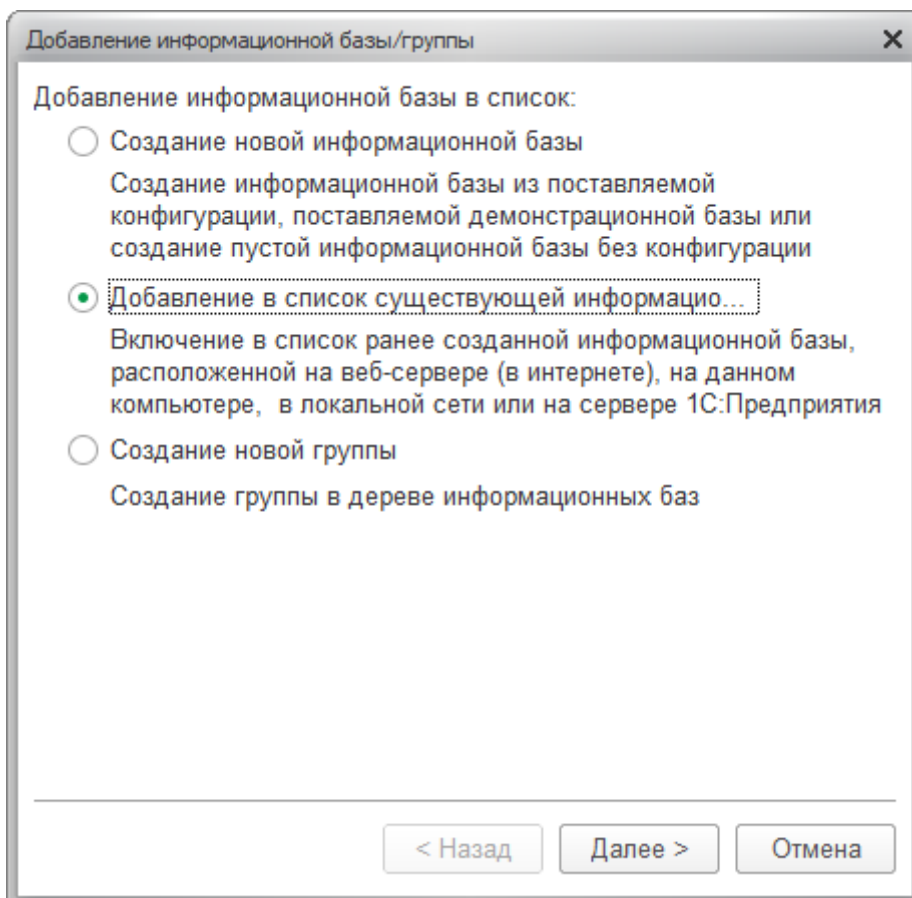 Добавление информационной базы/группы
Добавление информационной базы в список:
Создание новой информационной базы
Создание информационной базы из поставляемой
конфигурации, поставляемой демонстрационной базы или
создание пустой информационной базы без конфигурации
Добавление в список существующей информацио...
Включение в список ранее созданной информационной базы,
расположенной на веб-сервере (в интернете), на данном
компьютере,  в локальной сети или на сервере 1С:Предприятия
Создание новой группы
Создание группы в дереве информационных баз
< Назад Далее > Отмена